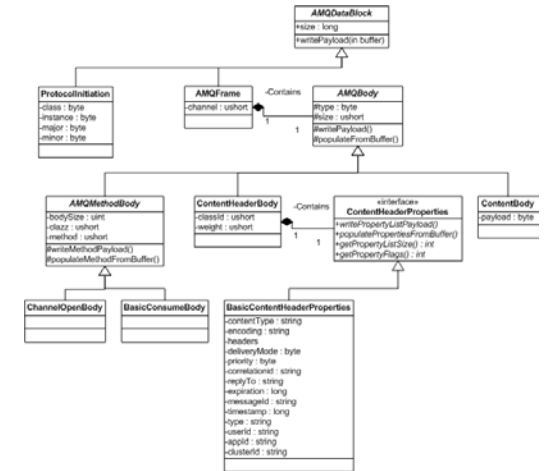 AMQDataBlock
+size : long
+writePayload(in buffer)
ProtocolInitiation
-class : byte
-instance : byte
-major : byte
-minor : byte
AMQFrame
-channel : ushort
-Contains
1
1
AMQBody
#type : byte
#size : ushort
#writePayload()
#populateFromBuffer()
AMQMethodBody
-bodySize : uint
-clazz : ushort
-method : ushort
#writeMethodPayload()
#populateMethodFromBuffer()
ContentHeaderBody
-classId : ushort
-weight : ushort
-Contains
1
1
«interface»
ContentHeaderProperties
+writePropertyListPayload()
+populatePropertiesFromBuffer()
+getPropertyListSize() : int
+getPropertyFlags() : int
ContentBody
-payload : byte
ChannelOpenBody
BasicConsumeBody
BasicContentHeaderProperties
-contentType : string
-encoding : string
-headers
-deliveryMode : byte
-priority : byte
-correlationid : string
-replyTo : string
-expiration : long
-messageId : string
-timestamp : long
-type : string
-userId : string
-appId : string
-clusterId : string